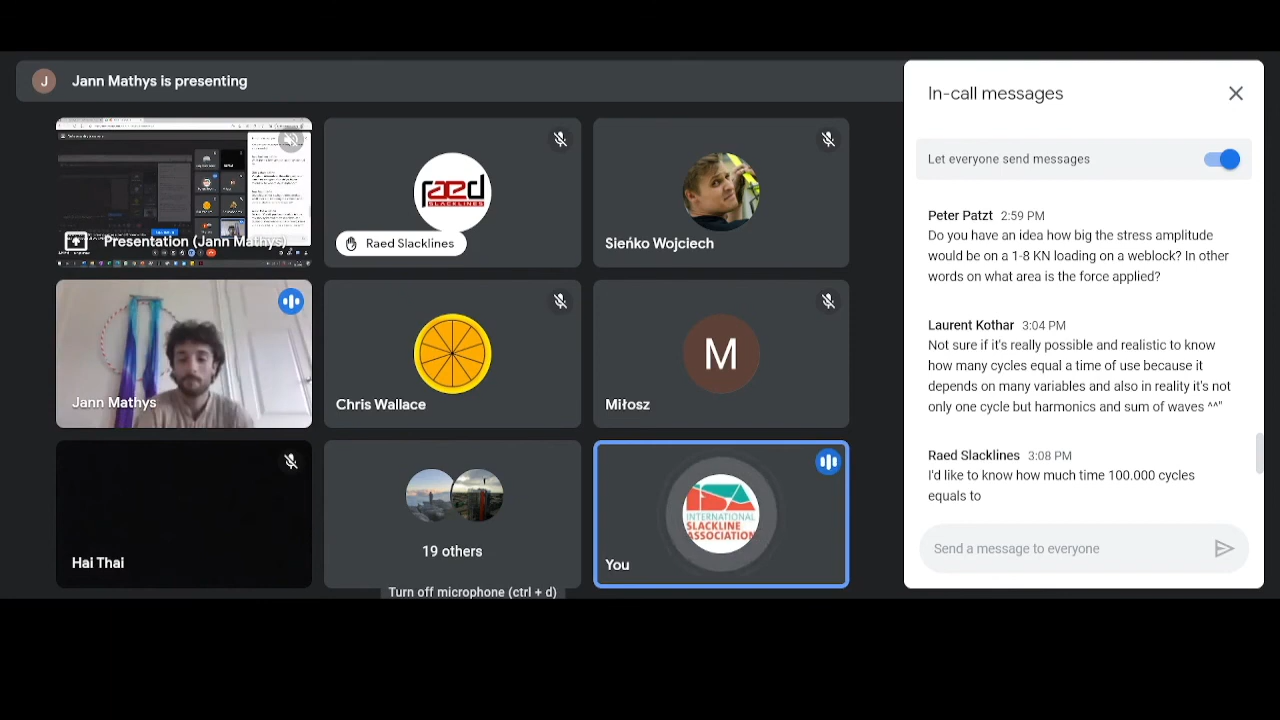 J
Jann Mathys is presenting
Presentation (Jann Mathys)
raed
SLACKLINES
Raed Slacklines
Sieńko Wojciech
Jann Mathys
Chris Wallace
M
Miłosz
Hai Thai
19 others
INTERNATIONAL
SLACKLINE
ASSOCIATION
You
Turn off microphone (ctrl + d)
In-call messages
Let everyone send messages
Peter Patzt 2:59 PM
Do you have an idea how big the stress amplitude
would be on a 1-8 KN loading on a weblock? In other
words on what area is the force applied?
Laurent Kothar 3:04 PM
Not sure if it's really possible and realistic to know
how many cycles equal a time of use because it
depends on many variables and also in reality it's not
only one cycle but harmonics and sum of waves ^^"
Raed Slacklines 3:08 PM
I'd like to know how much time 100.000 cycles
equals to
Send a message to everyone